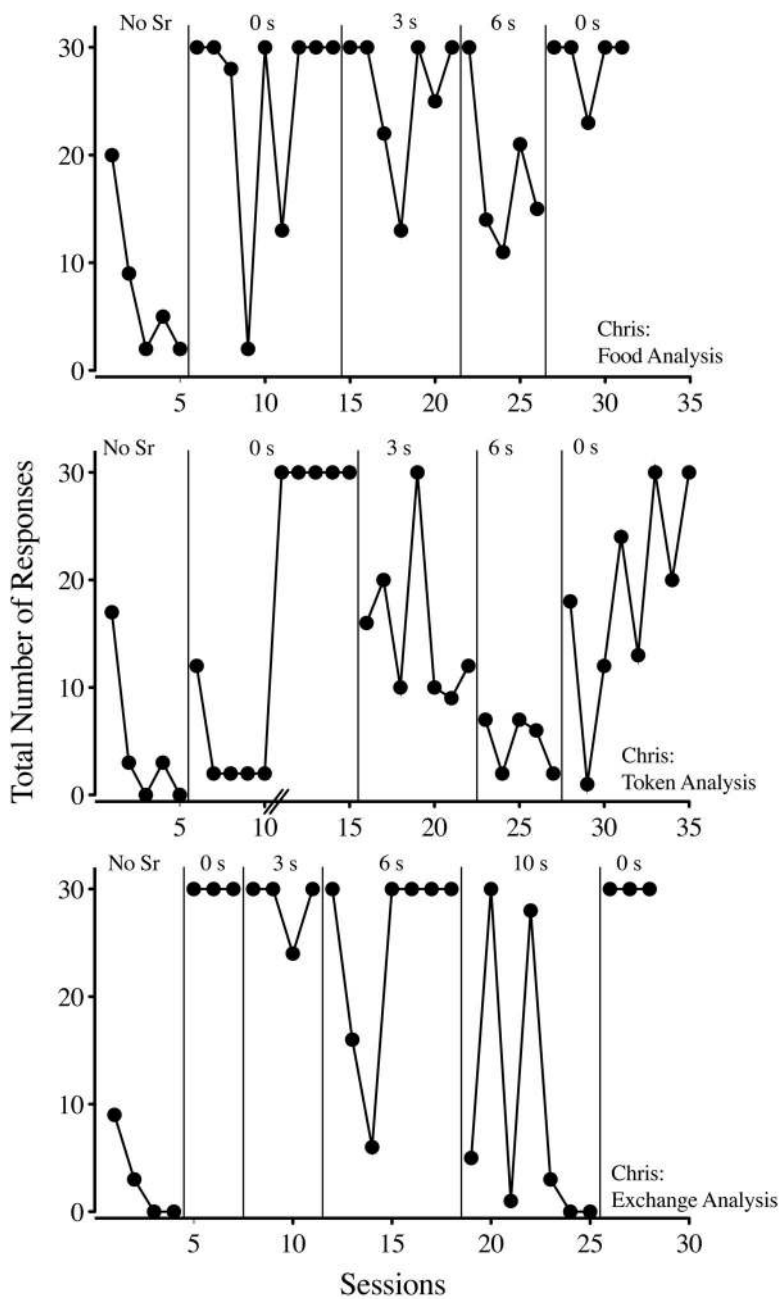 No Sr 0 s 3 s 6 s 0 s
30
20
10
0
Chris:
Food Analysis
5 10 15 20 25 30 35
No Sr 0 s 3 s 6 s 0 s
30
20
10
0
Chris:
Token Analysis
5 10 15 20 25 30 35
Total Number of Responses
No Sr 0 s 3 s 6 s 10 s 0 s
30
20
10
0
Chris:
Exchange Analysis
5 10 15 20 25 30
Sessions